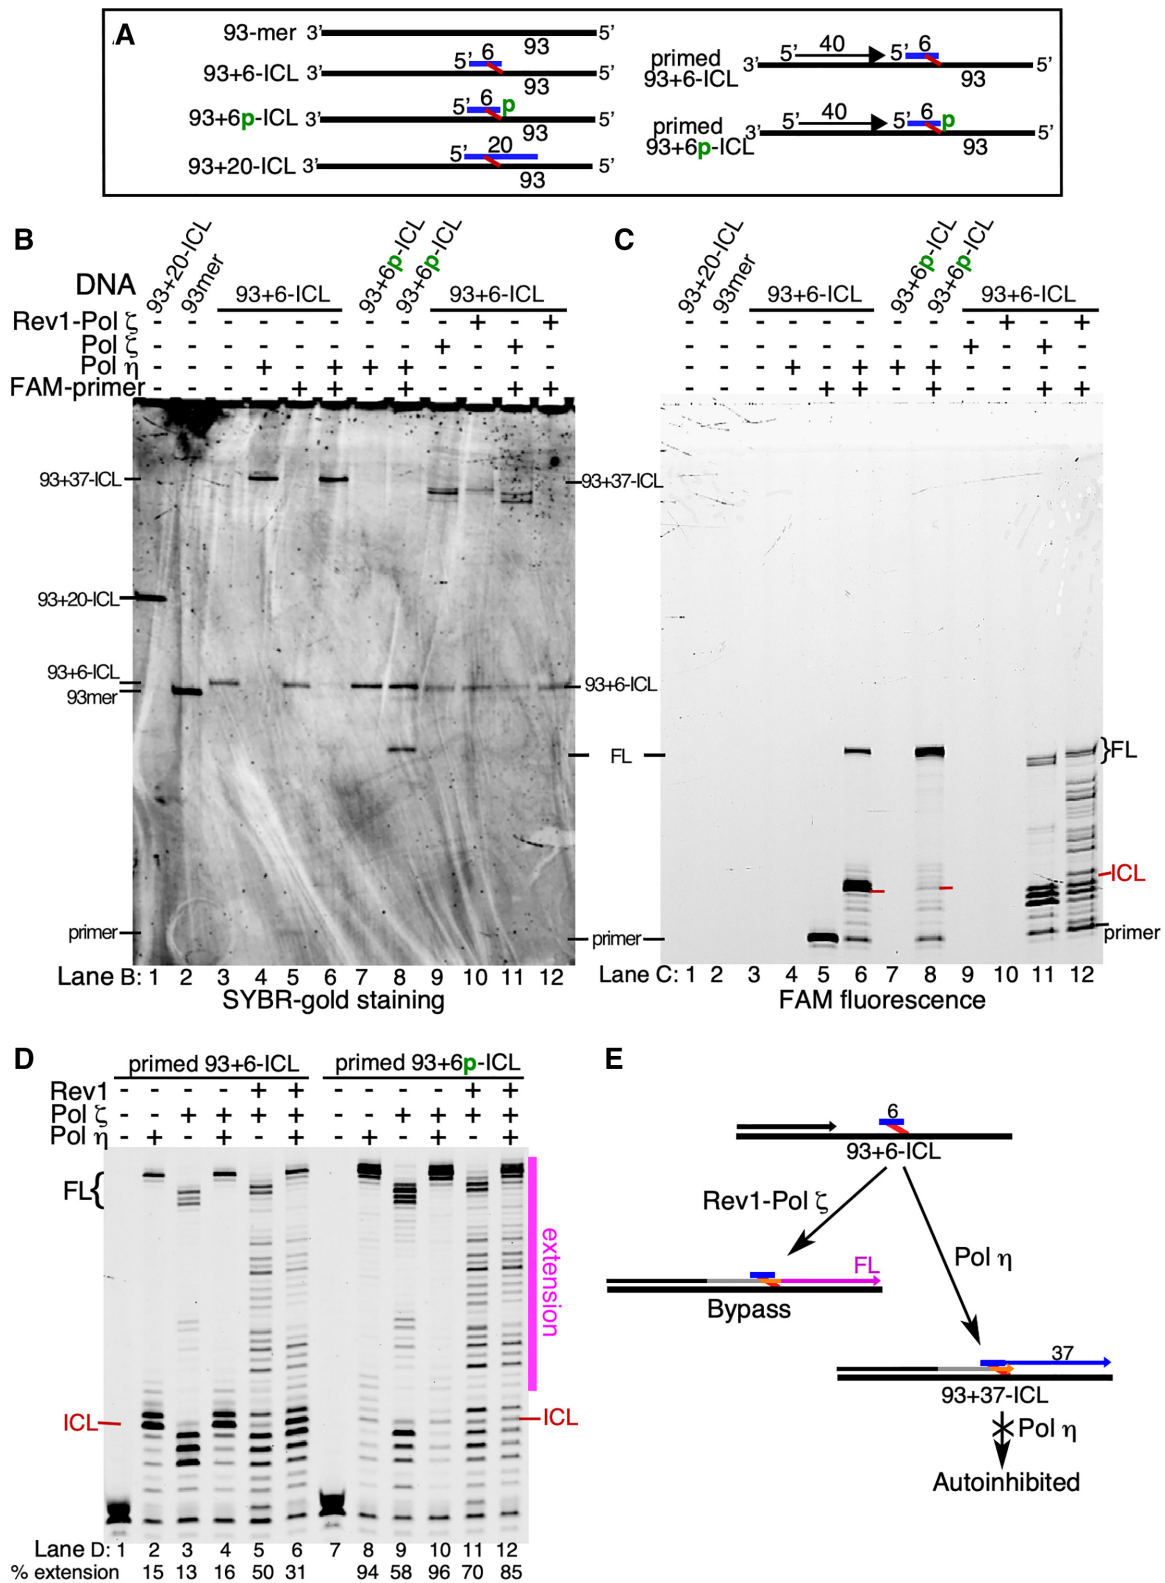 A
93-mer 3’ 5’
93
5’ 6
93+6-ICL 3’ 5’
93
5’ 6 p
93+6p-ICL 3’ 5’
93
5’ 20
93+20-ICL 3’ 5’
93
primed 5’ 40 5’ 6
93+6-ICL 3’ 5’
93
primed 5’ 40 5’ 6 p
93+6p-ICL 3’ 5’
93
B
DNA 93+20-ICL 93mer 93+6-ICL 93+6p-ICL 93+6p-ICL 93+6-ICL
Rev1-Pol ζ - - - - - - - - - + - +
Pol ζ - - - - - - - - + - + -
Pol η - - - + - + + + - - - -
FAM-primer - - - - + + - + - - + +
93+37-ICL
93+20-ICL
93+6-ICL
93mer
primer
93+37-ICL
93+6-ICL
FL
primer
Lane B: 1 2 3 4 5 6 7 8 9 10 11 12
SYBR-gold staining
C
93+20-ICL 93mer 93+6-ICL 93+6p-ICL 93+6p-ICL 93+6-ICL
- - - - - - - - - + - +
- - - - - - - - + - + -
- - - + - + + + - - - -
- - - - + + - + - - + +
}FL
ICL
primer
Lane C: 1 2 3 4 5 6 7 8 9 10 11 12
FAM fluorescence
D
primed 93+6-ICL primed 93+6p-ICL
Rev1 - - - - + + - - - - + +
Pol ζ - - + + + + - - + + + +
Pol η - + - + - + - + - + - +
FL{
extension
ICL
ICL
Lane D: 1 2 3 4 5 6 7 8 9 10 11 12
% extension 15 13 16 50 31 94 58 96 70 85
E
6
93+6-ICL
Rev1-Pol ζ
Pol η
FL
Bypass
37
93+37-ICL
Pol η
Autoinhibited